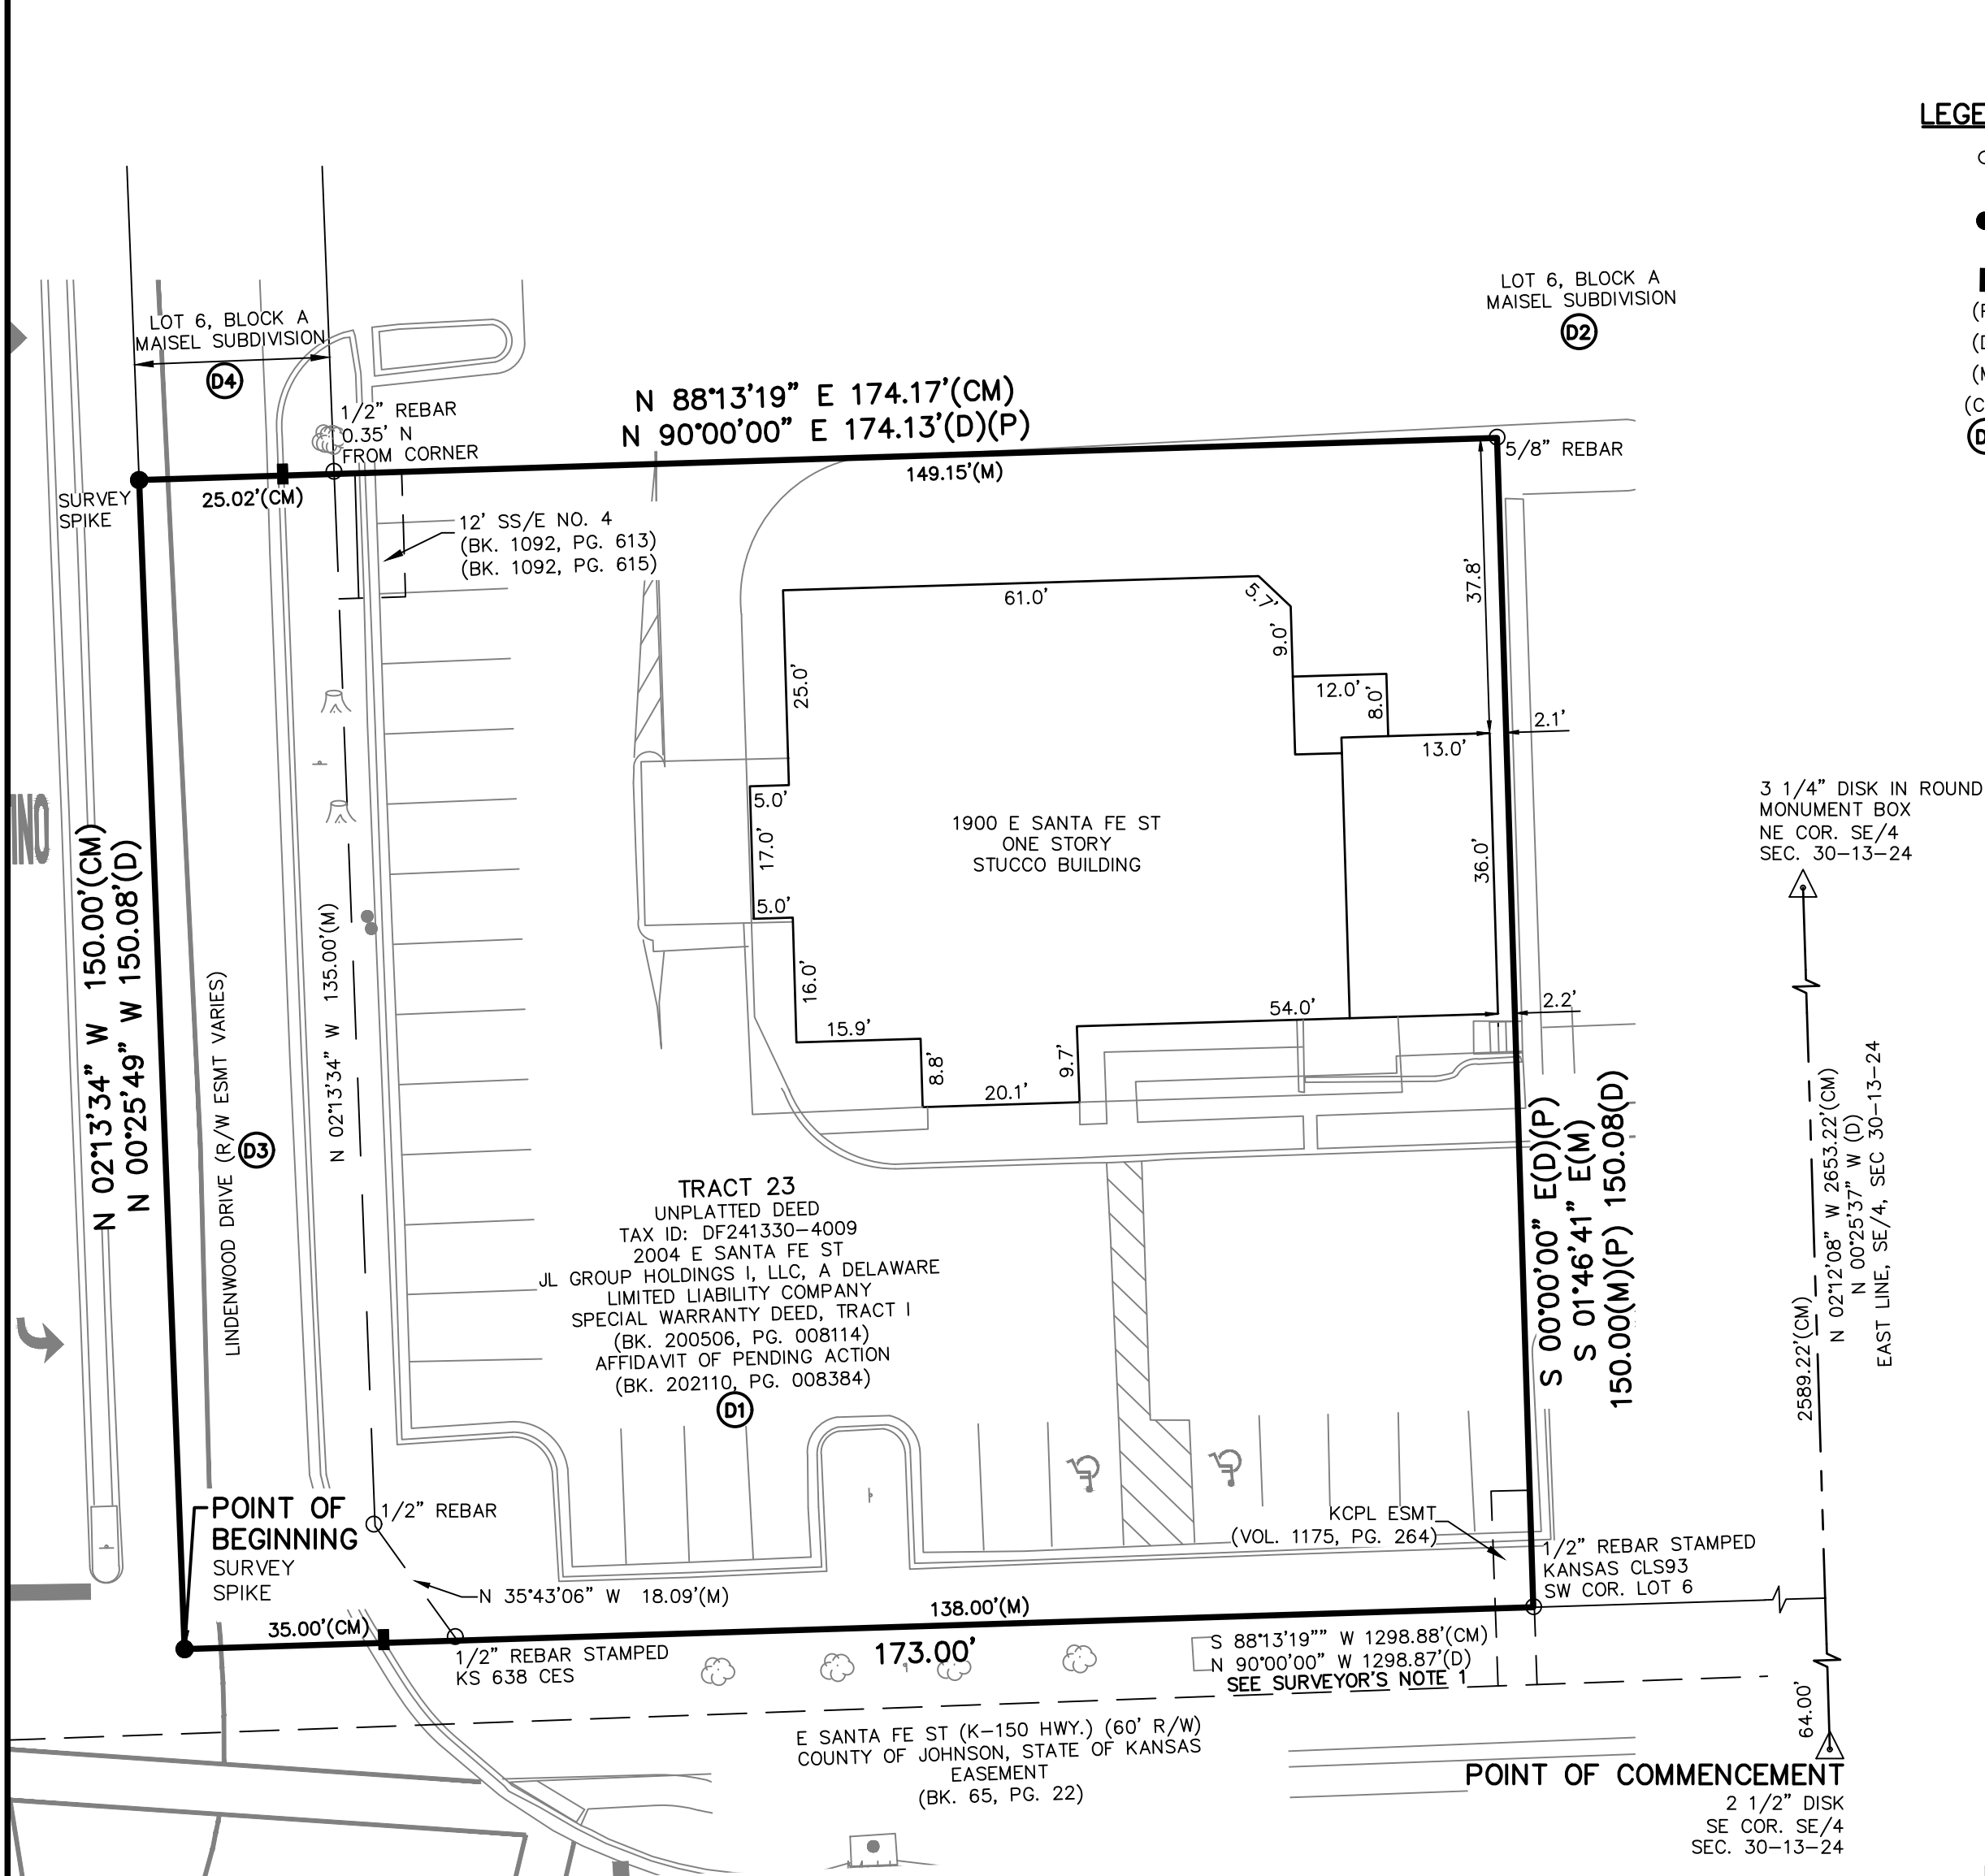 LEGE
LOT 6, BLOCK A
MAISEL SUBDIVISION
D2
LOT 6, BLOCK A
MAISEL SUBDIVISION
D4
N 88°13'19" E 174.17'(CM)
N 90°00'00" E 174.13'(D)(P)
149.15'(M)
1/2" REBAR
0.35' N
FROM CORNER
5/8" REBAR
SURVEY
SPIKE
25.02'(CM)
12' SS/E NO. 4
(BK. 1092, PG. 613)
(BK. 1092, PG. 615)
61.0'
5.7'
9.0'
37.8'
25.0'
12.0'
8.0'
13.0'
2.1'
5.0'
17.0'
5.0'
16.0'
15.9'
8.8'
20.1'
9.7'
54.0'
36.0'
2.2'
1900 E SANTA FE ST
ONE STORY
STUCCO BUILDING
3 1/4" DISK IN ROUND
MONUMENT BOX
NE COR. SE/4
SEC. 30-13-24
N 02°13'34" W 150.00'(CM)
N 00°25'49" W 150.08'(D)
LINDENWOOD DRIVE (R/W ESMT VARIES)
D3
N 02°13'34" W 135.00'(M)
TRACT 23
UNPLATTED DEED
TAX ID: DF241330-4009
2004 E SANTA FE ST
JL GROUP HOLDINGS I, LLC, A DELAWARE
LIMITED LIABILITY COMPANY
SPECIAL WARRANTY DEED, TRACT I
(BK. 200506, PG. 008114)
AFFIDAVIT OF PENDING ACTION
(BK. 202110, PG. 008384)
D1
S 00°00'00" E(D)(P)
S 01°46'41" E(M)
150.00(M)(P) 150.08(D)
2589.22'(CM)
N 02°12'08" W 2653.22'(CM)
N 00°25'37" W (D)
EAST LINE, SE/4, SEC 30-13-24
POINT OF
BEGINNING
SURVEY
SPIKE
1/2" REBAR
N 35°43'06" W 18.09'(M)
KCPL ESMT
(VOL. 1175, PG. 264)
1/2" REBAR STAMPED
KANSAS CLS93
SW COR. LOT 6
35.00'(CM)
138.00'(M)
173.00'
1/2" REBAR STAMPED
KS 638 CES
S 88°13'19"" W 1298.88'(CM)
N 90°00'00" W 1298.87'(D)
SEE SURVEYOR'S NOTE 1
64.00'
E SANTA FE ST (K-150 HWY.) (60' R/W)
COUNTY OF JOHNSON, STATE OF KANSAS
EASEMENT
(BK. 65, PG. 22)
POINT OF COMMENCEMENT
2 1/2" DISK
SE COR. SE/4
SEC. 30-13-24